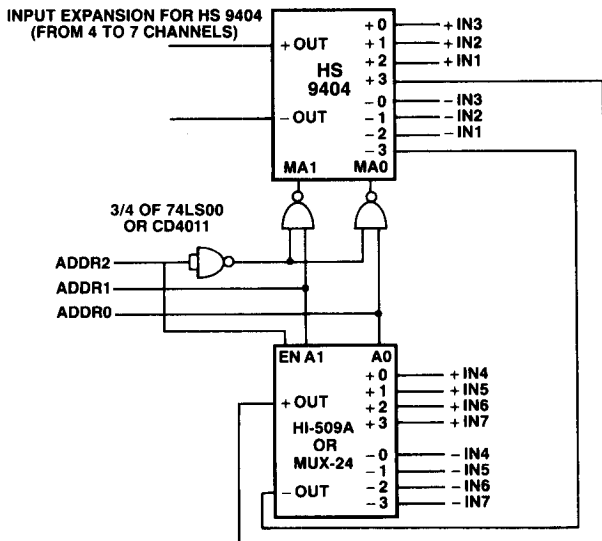 INPUT EXPANSION FOR HS 9404
(FROM 4 TO 7 CHANNELS)
+ OUT
HS
9404
- OUT
+ 0
+ 1
+ 2
+ 3
- 0
- 1
- 2
- 3
+ IN3
+ IN2
+ IN1
- IN3
- IN2
- IN1
MA1
MA0
3/4 OF 74LS00
OR CD4011
ADDR2
ADDR1
ADDR0
EN A1
A0
+ OUT
HI-509A
OR
MUX-24
- OUT
+ 0
+ 1
+ 2
+ 3
- 0
- 1
- 2
- 3
+ IN4
+ IN5
+ IN6
+ IN7
- IN4
- IN5
- IN6
- IN7